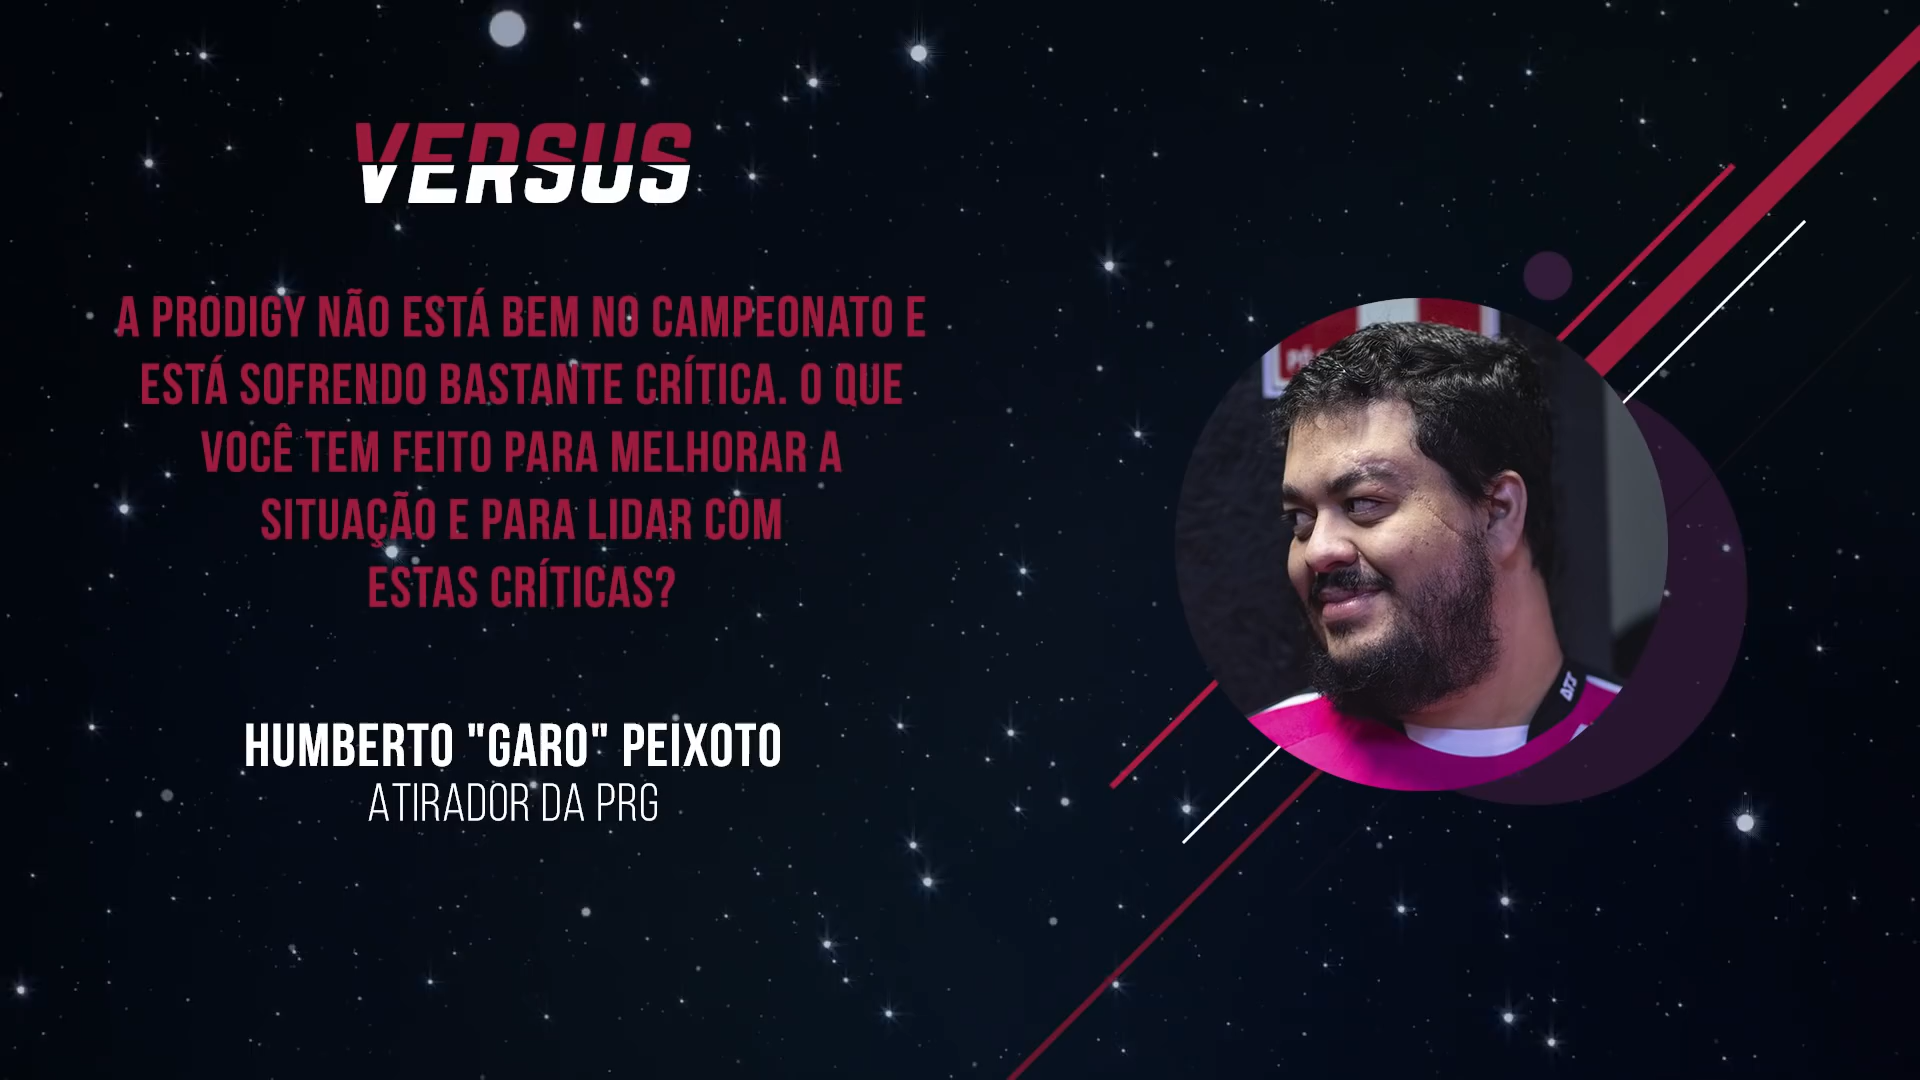 VERSUS
A PRODIGY NÃO ESTÁ BEM NO CAMPEONATO E
ESTÁ SOFRENDO BASTANTE CRÍTICA. O QUE
VOCÊ TEM FEITO PARA MELHORAR A
SITUAÇÃO E PARA LIDAR COM
ESTAS CRÍTICAS?
HUMBERTO "GARO" PEIXOTO
ATIRADOR DA PRG